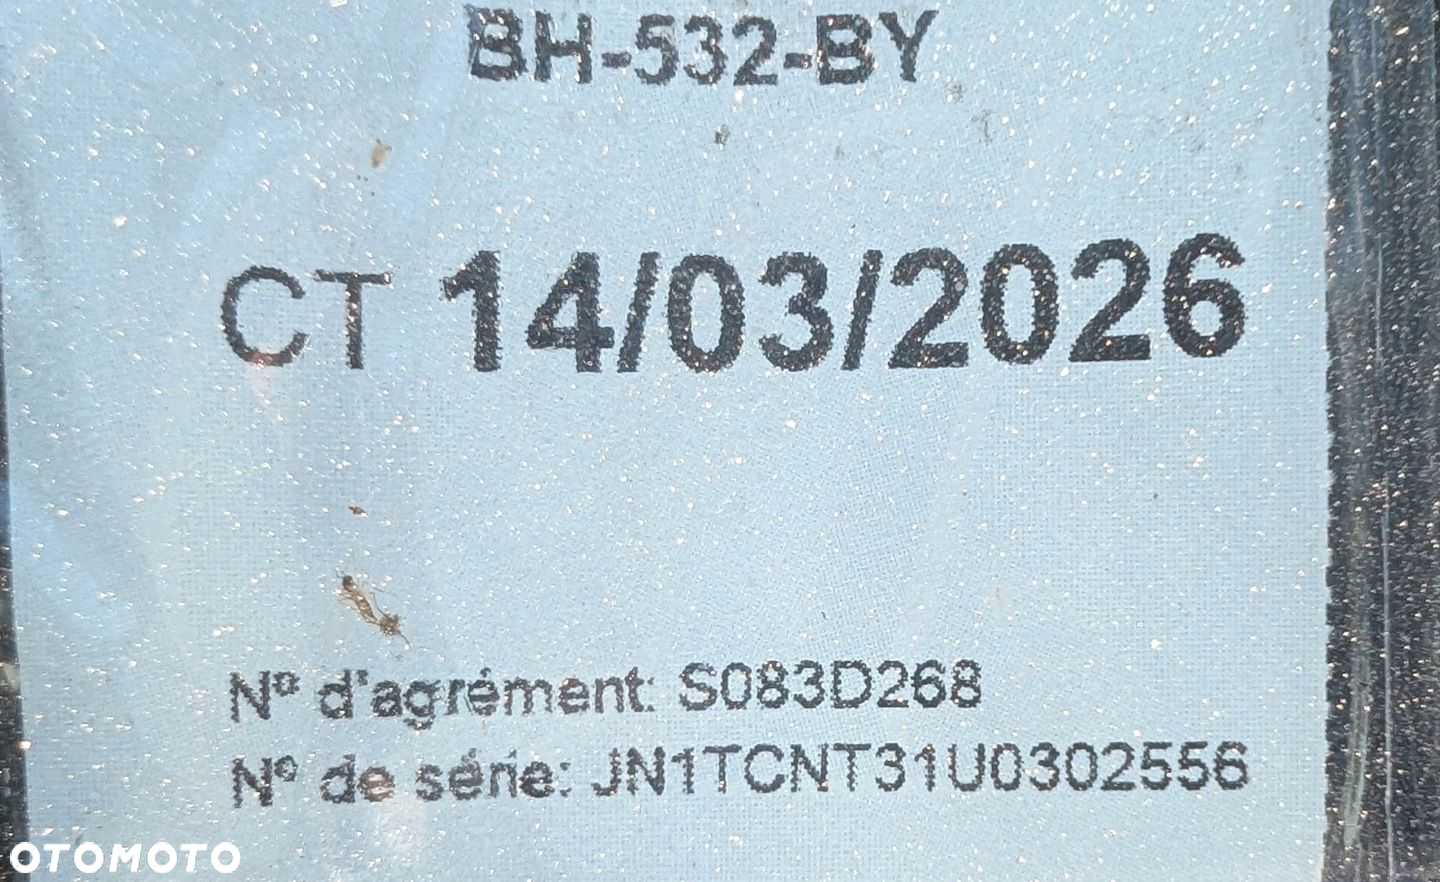 BH-532-BY
CT 14/03/2026
N° d'agrément: S083D268
N° de série: JN1TCNT31U0302556
OTOMOTO